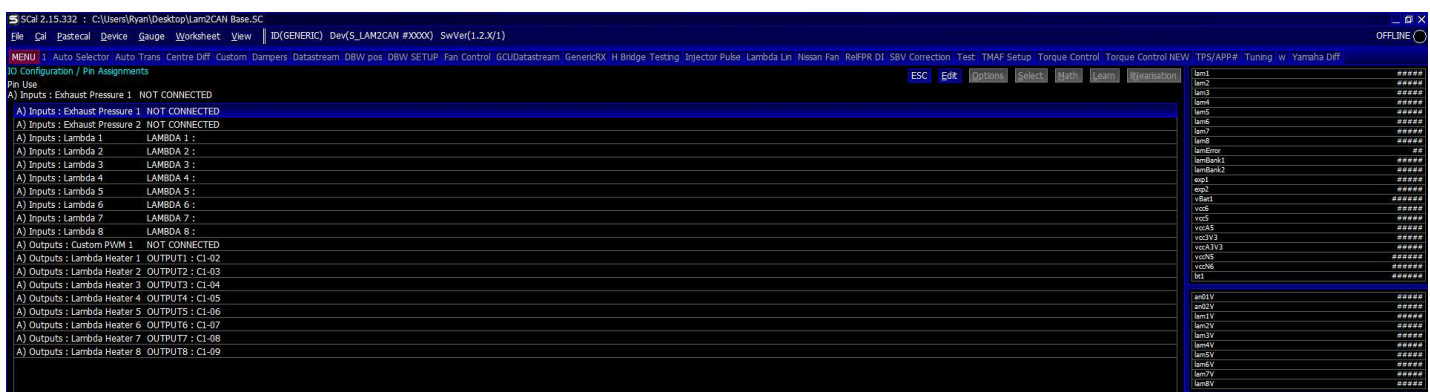 SCal 2.15.332 : C:\Users\Ryan\Desktop\Lam2CAN Base.SC
File Cal Pastecal Device Gauge Worksheet View ID(GENERIC) Dev(S_LAM2CAN #XXXX) SwVer(1.2.X/1) OFFLINE
MENU 1 Auto Selector Auto Trans Centre Diff Custom Dampers Datastream DBW pos DBW SETUP Fan Control GCUDatastream GenericRX H Bridge Testing Injector Pulse Lambda Lin Nissan Fan RelFPR DI SBV Correction Test TMAF Setup Torque Control Torque Control NEW TPS/APP# Tuning w Yamaha Diff
IO Configuration / Pin Assignments
ESC Edit Options Select Math Learn liNearisation
Pin Use
A) Inputs : Exhaust Pressure 1 NOT CONNECTED
A) Inputs : Exhaust Pressure 1 NOT CONNECTED
A) Inputs : Exhaust Pressure 2 NOT CONNECTED
A) Inputs : Lambda 1 LAMBDA 1 :
A) Inputs : Lambda 2 LAMBDA 2 :
A) Inputs : Lambda 3 LAMBDA 3 :
A) Inputs : Lambda 4 LAMBDA 4 :
A) Inputs : Lambda 5 LAMBDA 5 :
A) Inputs : Lambda 6 LAMBDA 6 :
A) Inputs : Lambda 7 LAMBDA 7 :
A) Inputs : Lambda 8 LAMBDA 8 :
A) Outputs : Custom PWM 1 NOT CONNECTED
A) Outputs : Lambda Heater 1 OUTPUT1 : C1-02
A) Outputs : Lambda Heater 2 OUTPUT2 : C1-03
A) Outputs : Lambda Heater 3 OUTPUT3 : C1-04
A) Outputs : Lambda Heater 4 OUTPUT4 : C1-05
A) Outputs : Lambda Heater 5 OUTPUT5 : C1-06
A) Outputs : Lambda Heater 6 OUTPUT6 : C1-07
A) Outputs : Lambda Heater 7 OUTPUT7 : C1-08
A) Outputs : Lambda Heater 8 OUTPUT8 : C1-09
lam1 #####
lam2 #####
lam3 #####
lam4 #####
lam5 #####
lam6 #####
lam7 #####
lam8 #####
lamError ##
lamBank1 #####
lamBank2 #####
exp1 #####
exp2 #####
vBat1 ######
vcc6 #####
vcc5 #####
vccA5 #####
vcc3V3 #####
vccA3V3 #####
vccN5 ######
vccN6 ######
bt1 ######
an01V #####
an02V #####
lam1V #####
lam2V #####
lam3V #####
lam4V #####
lam5V #####
lam6V #####
lam7V #####
lam8V #####